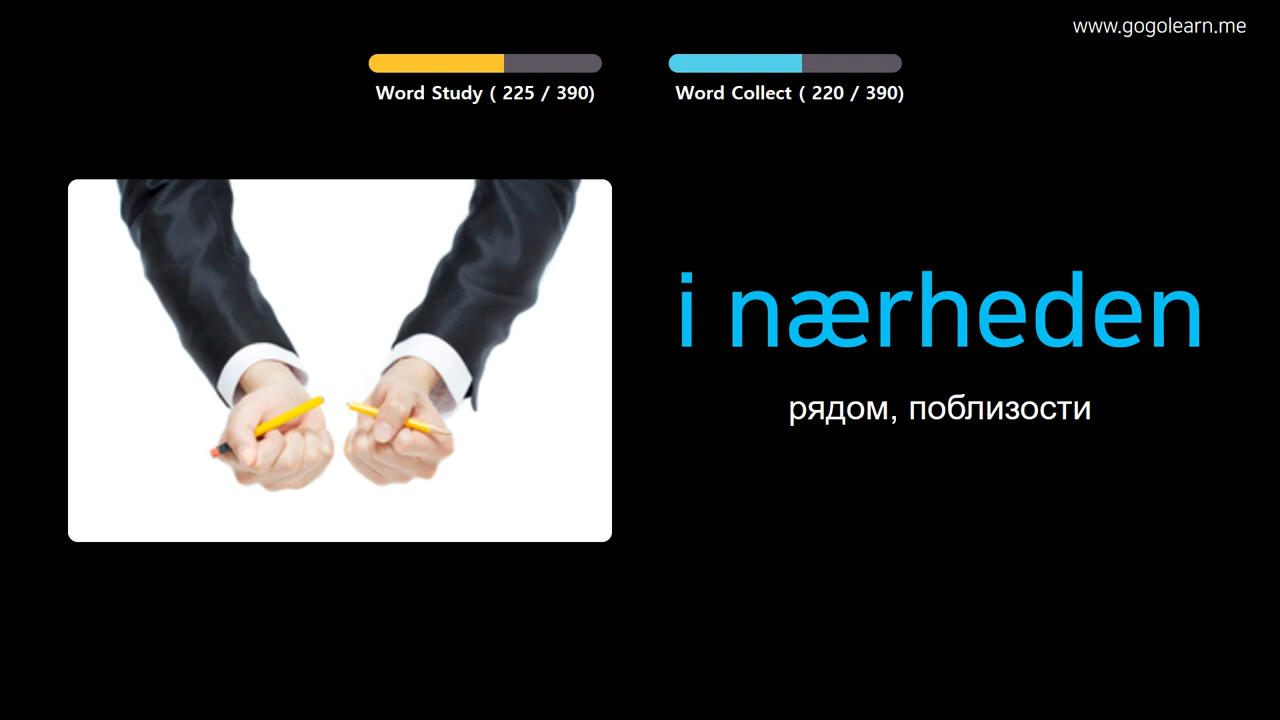 www.gogolearn.me
Word Study ( 225 / 390)
Word Collect ( 220 / 390)
i nærheden
рядом, поблизости